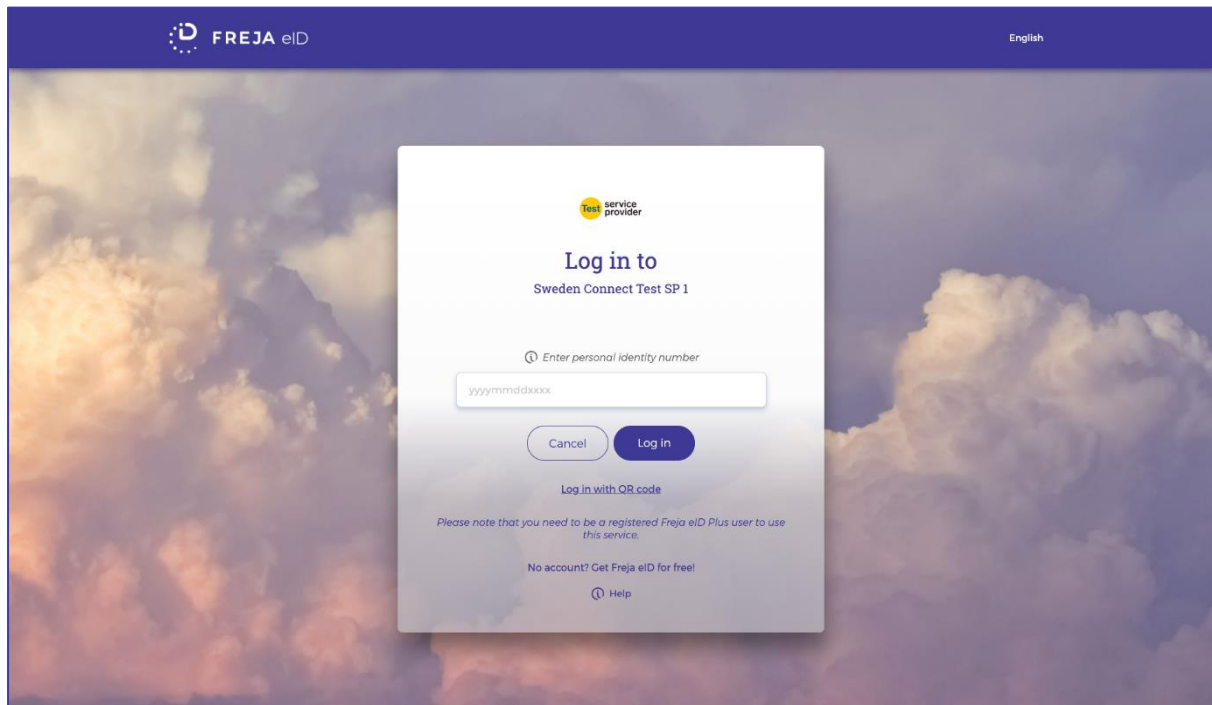 FREJA eID
English
Test service
provider
Log in to
Sweden Connect Test SP 1
Enter personal identity number
yyyymmddxxxx
Cancel
Log in
Log in with QR code
Please note that you need to be a registered Freja eID Plus user to use
this service.
No account? Get Freja eID for free!
Help